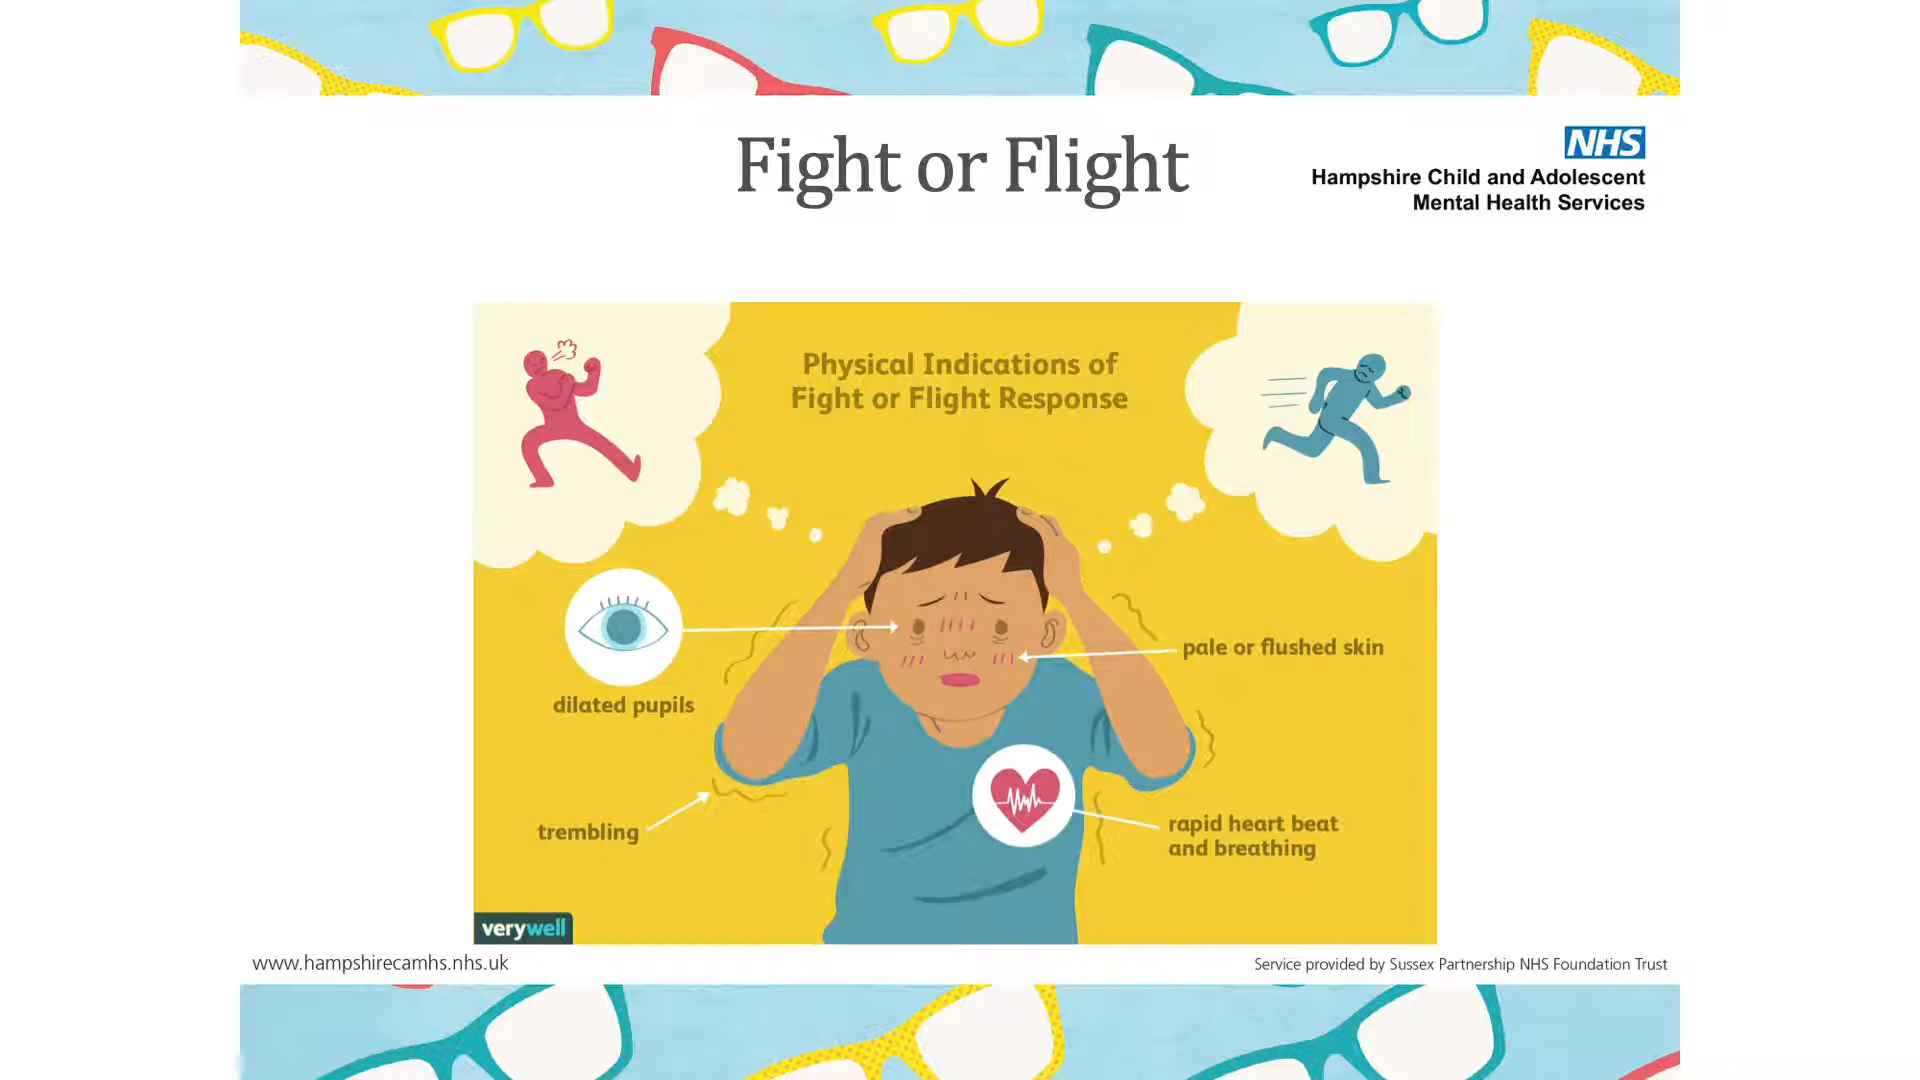 Fight or Flight
NHS
Hampshire Child and Adolescent
Mental Health Services
Physical Indications of
Fight or Flight Response
dilated pupils
pale or flushed skin
trembling
rapid heart beat
and breathing
verywell
www.hampshirecamhs.nhs.uk
Service provided by Sussex Partnership NHS Foundation Trust